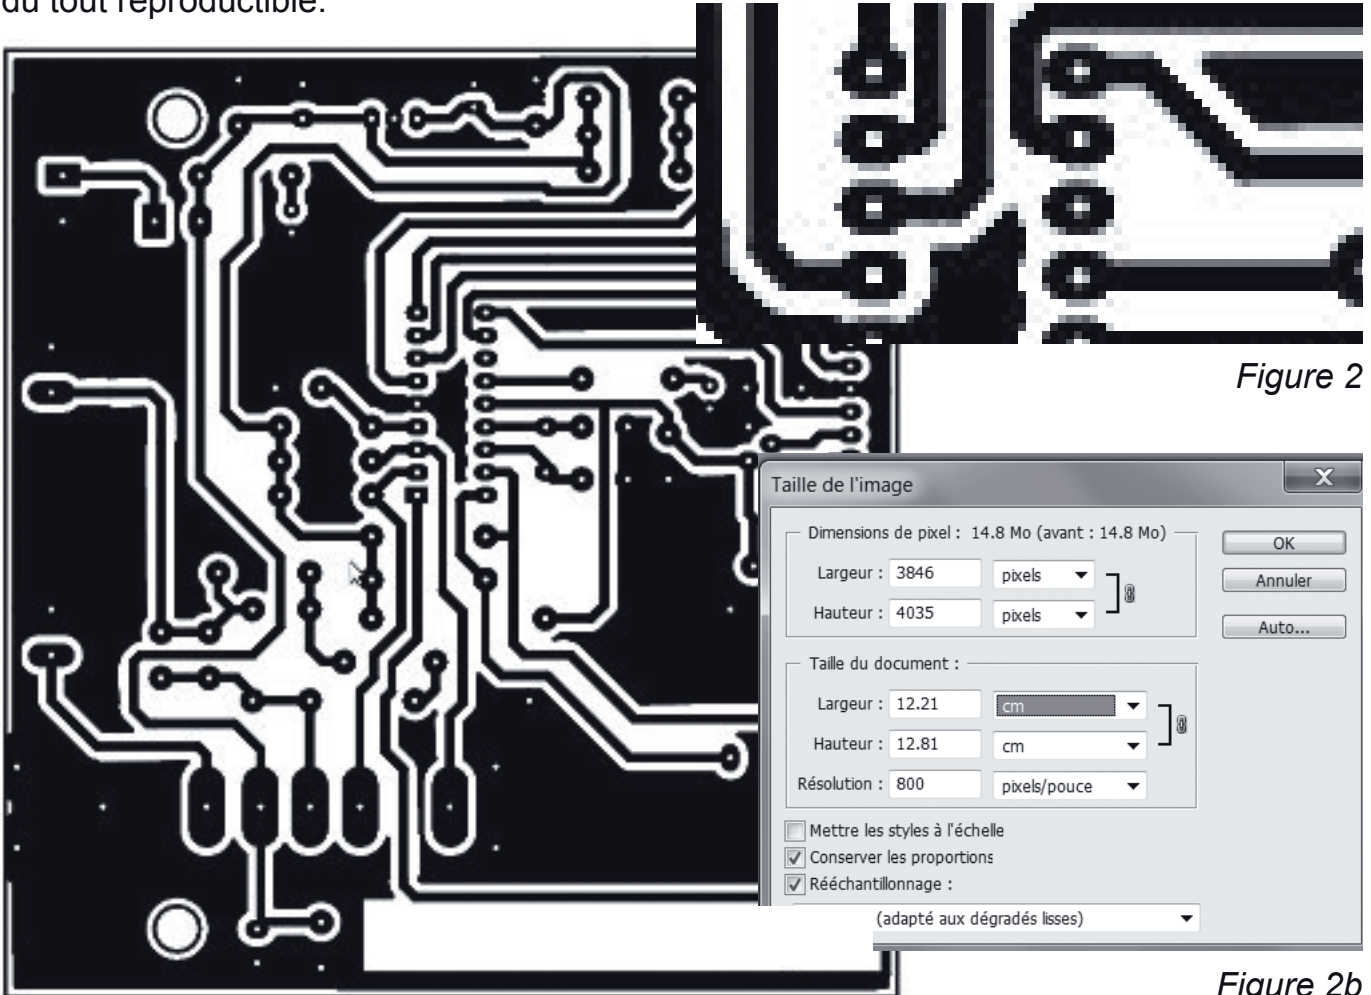 du tout reproductible.
Figure 2
Taille de l'image
X
Dimensions de pixel : 14.8 Mo (avant : 14.8 Mo)
Largeur : 3846 pixels
Hauteur : 4035 pixels
OK
Annuler
Auto...
Taille du document :
Largeur : 12.21 cm
Hauteur : 12.81 cm
Résolution : 800 pixels/pouce
Mettre les styles à l'échelle
Conserver les proportions
Rééchantillonnage :
(adapté aux dégradés lisses)
Figure 2b